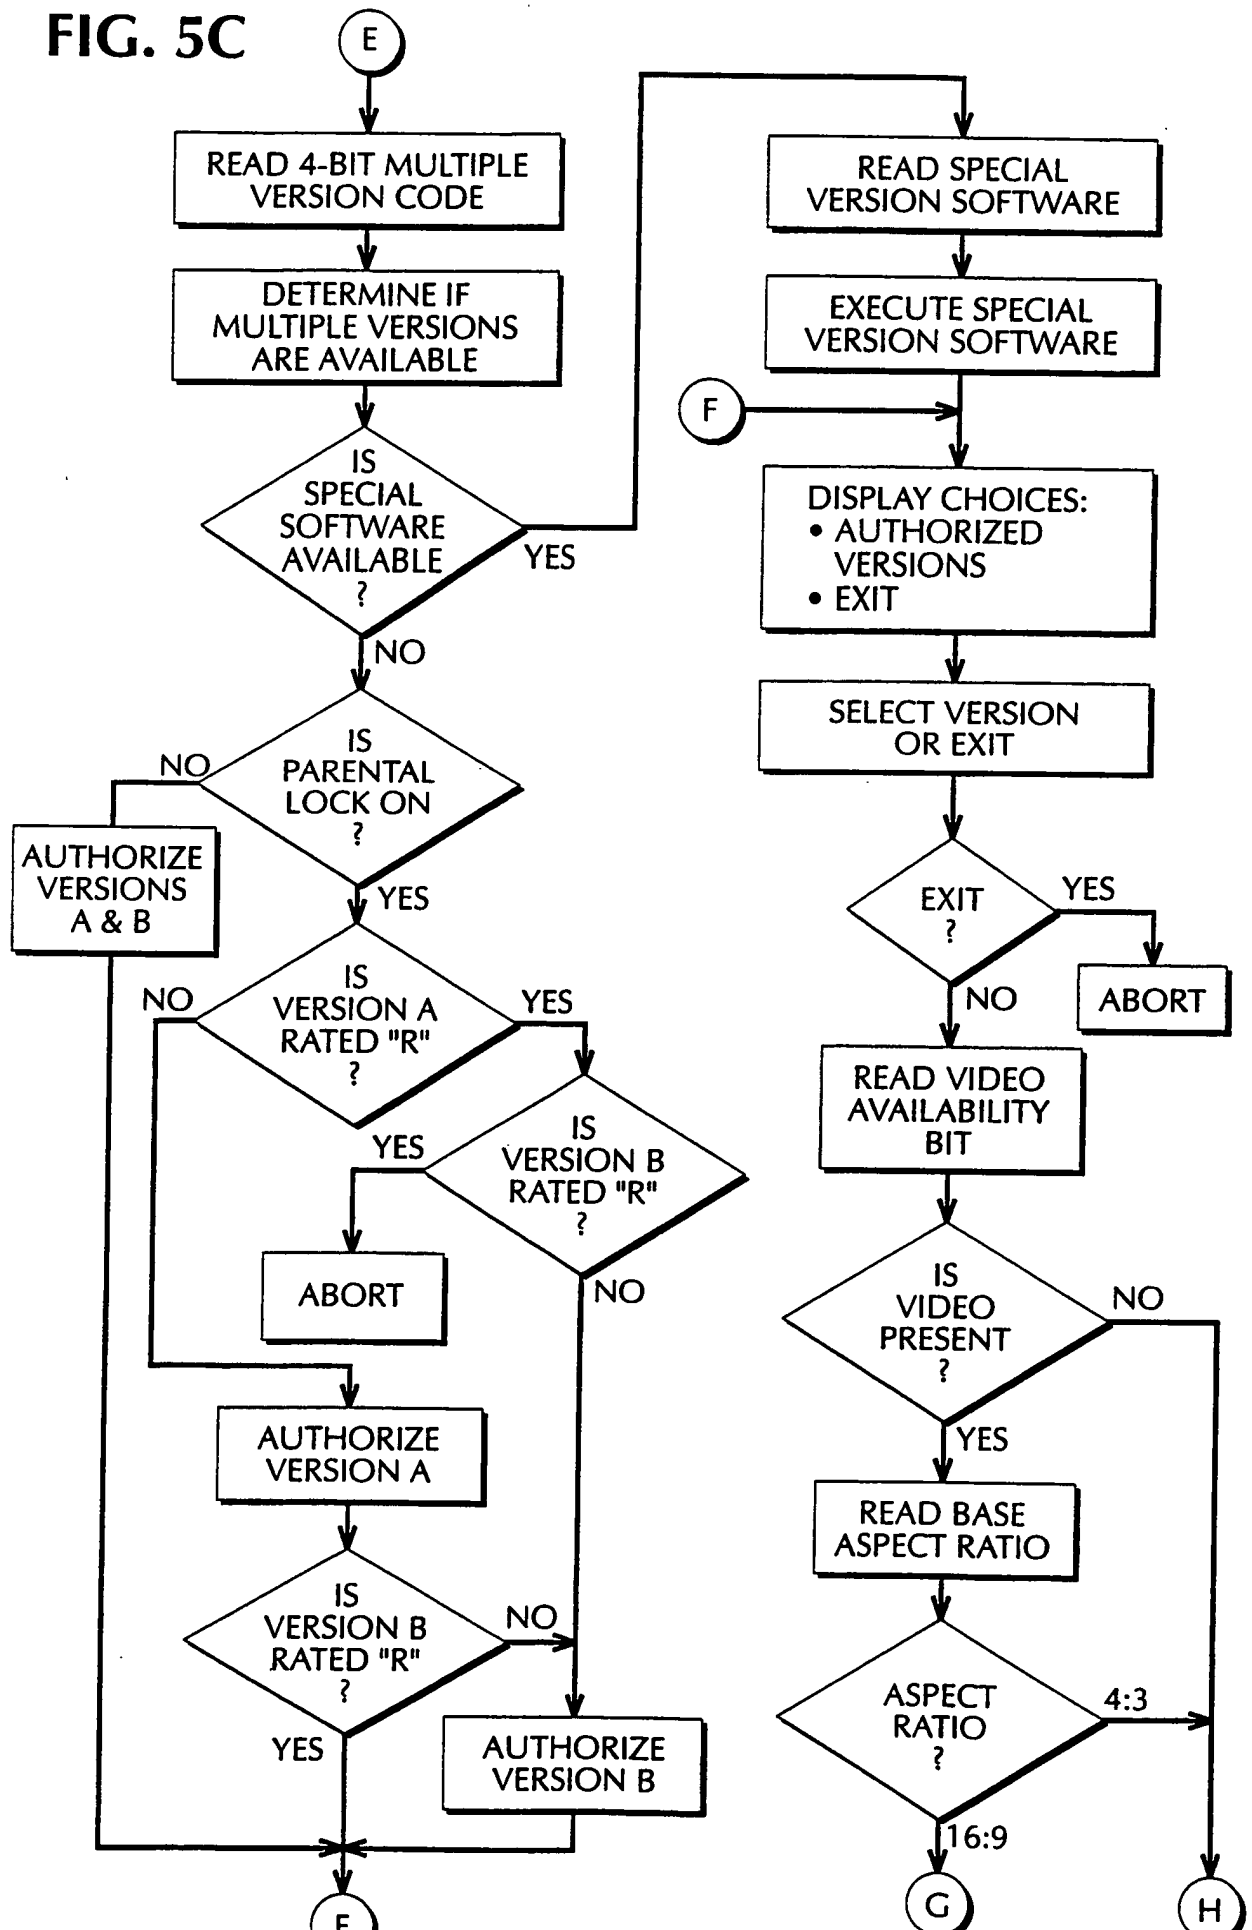 FIG. 5C
E
READ 4-BIT MULTIPLE
VERSION CODE
DETERMINE IF
MULTIPLE VERSIONS
ARE AVAILABLE
IS
SPECIAL
SOFTWARE
AVAILABLE
?
YES
NO
IS
PARENTAL
LOCK ON
?
NO
YES
AUTHORIZE
VERSIONS
A & B
IS
VERSION A
RATED "R"
?
NO
YES
IS
VERSION B
RATED "R"
?
YES
NO
ABORT
AUTHORIZE
VERSION A
IS
VERSION B
RATED "R"
?
NO
YES
AUTHORIZE
VERSION B
F
READ SPECIAL
VERSION SOFTWARE
EXECUTE SPECIAL
VERSION SOFTWARE
F
DISPLAY CHOICES:
• AUTHORIZED
VERSIONS
• EXIT
SELECT VERSION
OR EXIT
EXIT
?
YES
NO
ABORT
READ VIDEO
AVAILABILITY
BIT
IS
VIDEO
PRESENT
?
NO
YES
READ BASE
ASPECT RATIO
ASPECT
RATIO
?
4:3
16:9
G
H